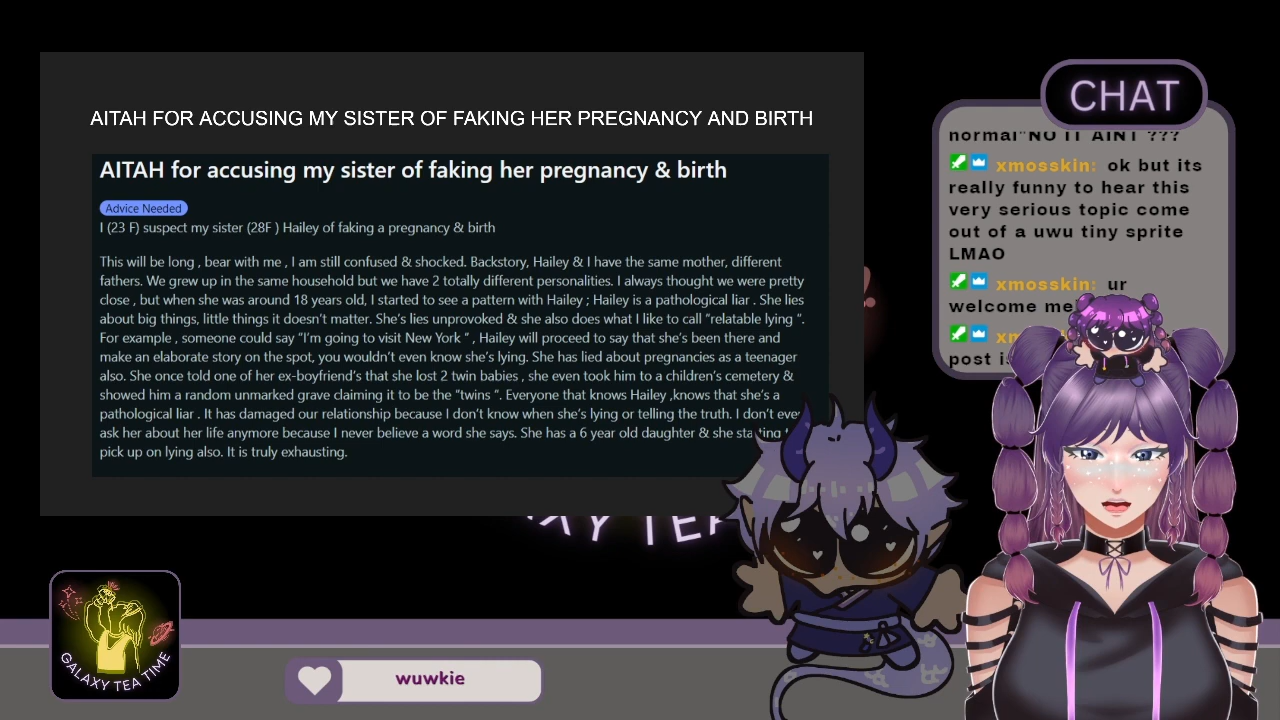 AITAH FOR ACCUSING MY SISTER OF FAKING HER PREGNANCY AND BIRTH
AITAH for accusing my sister of faking her pregnancy & birth
Advice Needed
I (23 F) suspect my sister (28F ) Hailey of faking a pregnancy & birth
This will be long , bear with me , I am still confused & shocked. Backstory, Hailey & I have the same mother, different
fathers. We grew up in the same household but we have 2 totally different personalities. I always thought we were pretty
close , but when she was around 18 years old, I started to see a pattern with Hailey ; Hailey is a pathological liar . She lies
about big things, little things it doesn't matter. She's lies unprovoked & she also does what I like to call "relatable lying ".
For example , someone could say "I'm going to visit New York " , Hailey will proceed to say that she's been there and
make an elaborate story on the spot, you wouldn't even know she's lying. She has lied about pregnancies as a teenager
also. She once told one of her ex-boyfriend's that she lost 2 twin babies , she even took him to a children's cemetery &
showed him a random unmarked grave claiming it to be the "twins ". Everyone that knows Hailey ,knows that she's a
pathological liar . It has damaged our relationship because I don't know when she's lying or telling the truth. I don't even
ask her about her life anymore because I never believe a word she says. She has a 6 year old daughter & she starting
pick up on lying also. It is truly exhausting.
CHAT
normal"NO IT AINT ???
xmosskin: ok but its
really funny to hear this
very serious topic come
out of a uwu tiny sprite
LMAO
xmosskin: ur
welcome me
post
GALAXY TEA TIME
wuwkie